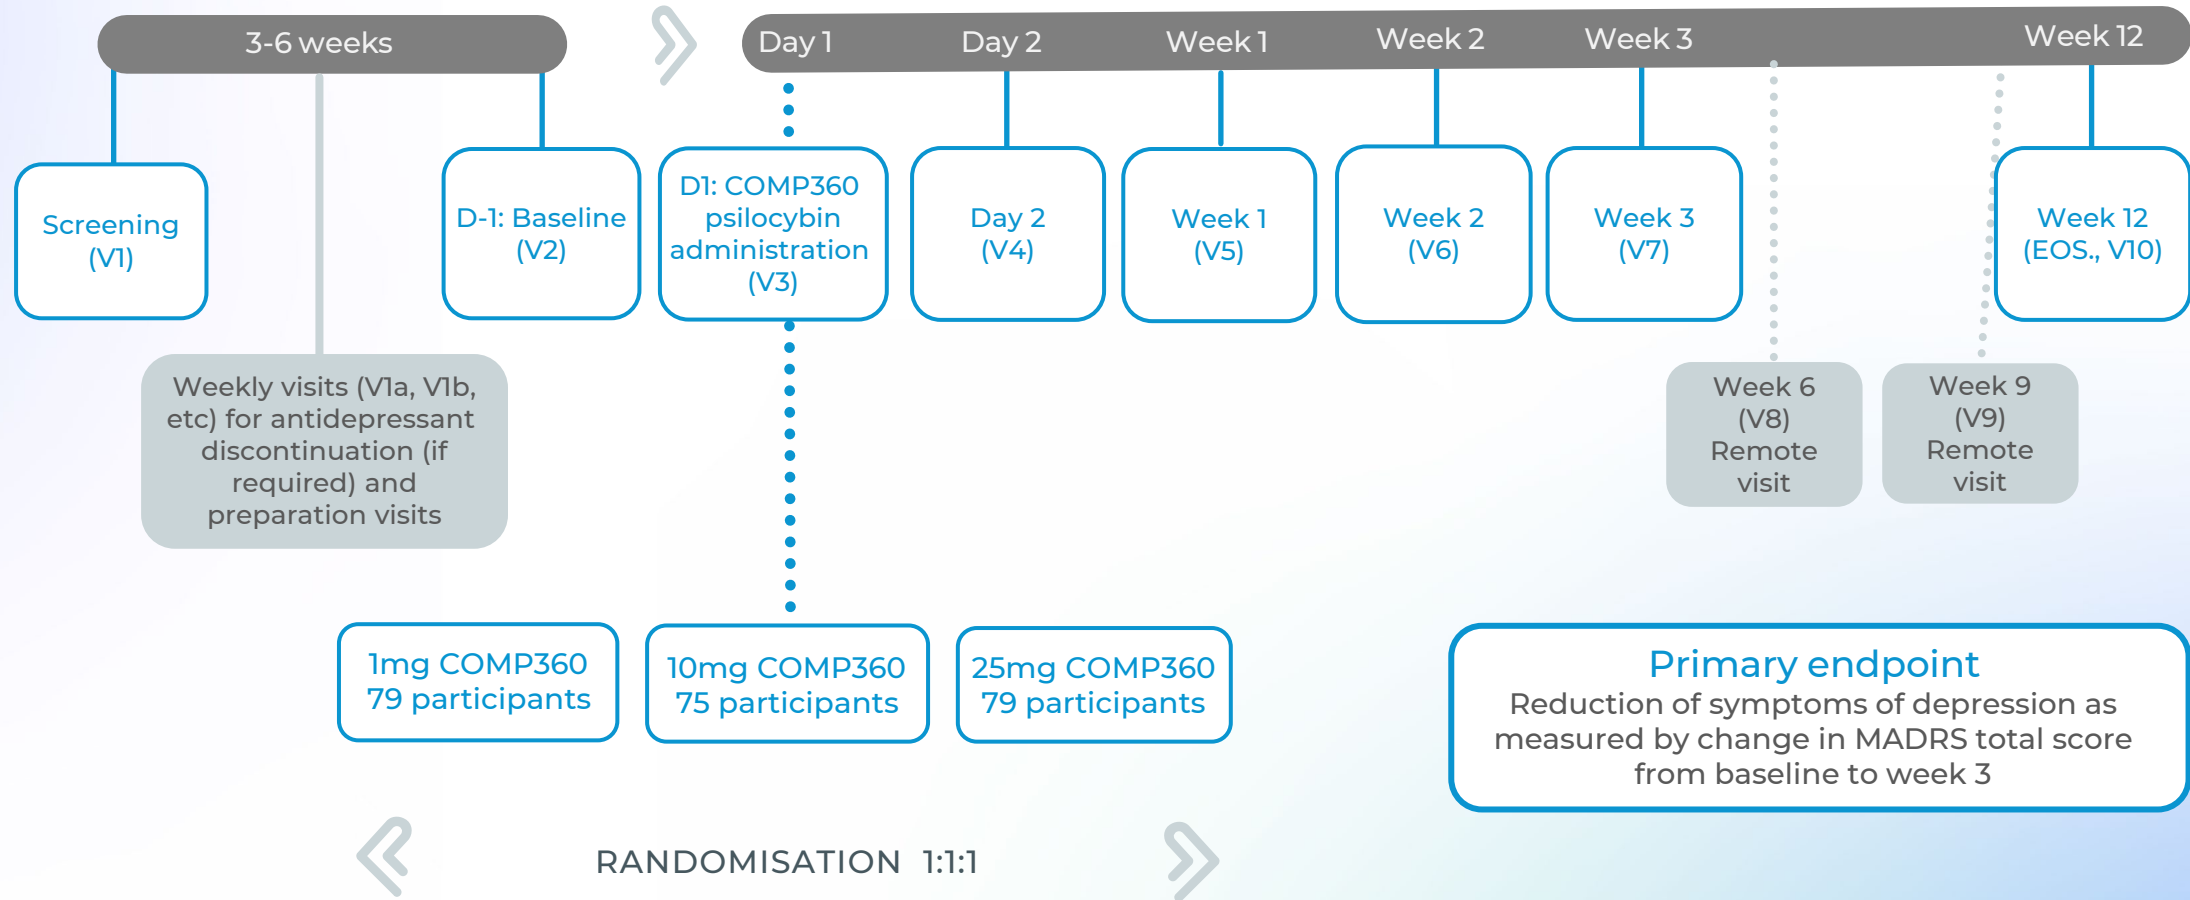 3-6 weeks
Day 1
Day 2
Week 1
Week 2
Week 3
Week 12
Screening
(V1)
D-1: Baseline
(V2)
D1: COMP360
psilocybin
administration
(V3)
Day 2
(V4)
Week 1
(V5)
Week 2
(V6)
Week 3
(V7)
Week 12
(EOS., V10)
Weekly visits (V1a, V1b,
etc) for antidepressant
discontinuation (if
required) and
preparation visits
Week 6
(V8)
Remote
visit
Week 9
(V9)
Remote
visit
1mg COMP360
79 participants
10mg COMP360
75 participants
25mg COMP360
79 participants
Primary endpoint
Reduction of symptoms of depression as
measured by change in MADRS total score
from baseline to week 3
RANDOMISATION 1:1:1